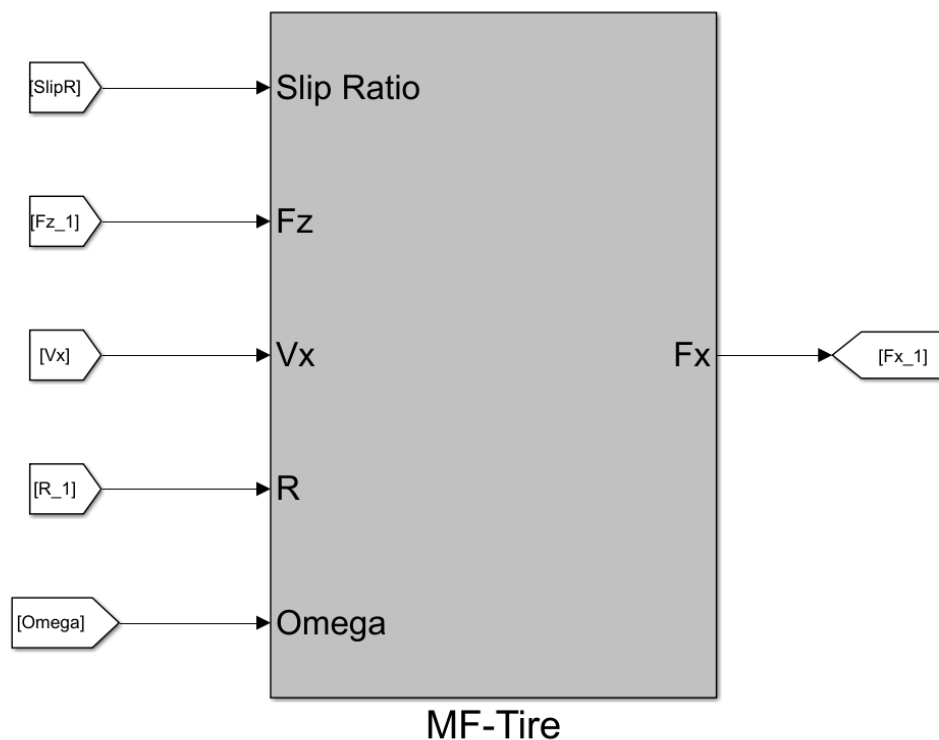 [SlipR]
Slip Ratio
[Fz_1]
Fz
[Vx]
Vx
Fx
[Fx_1]
[R_1]
R
[Omega]
Omega
MF-Tire